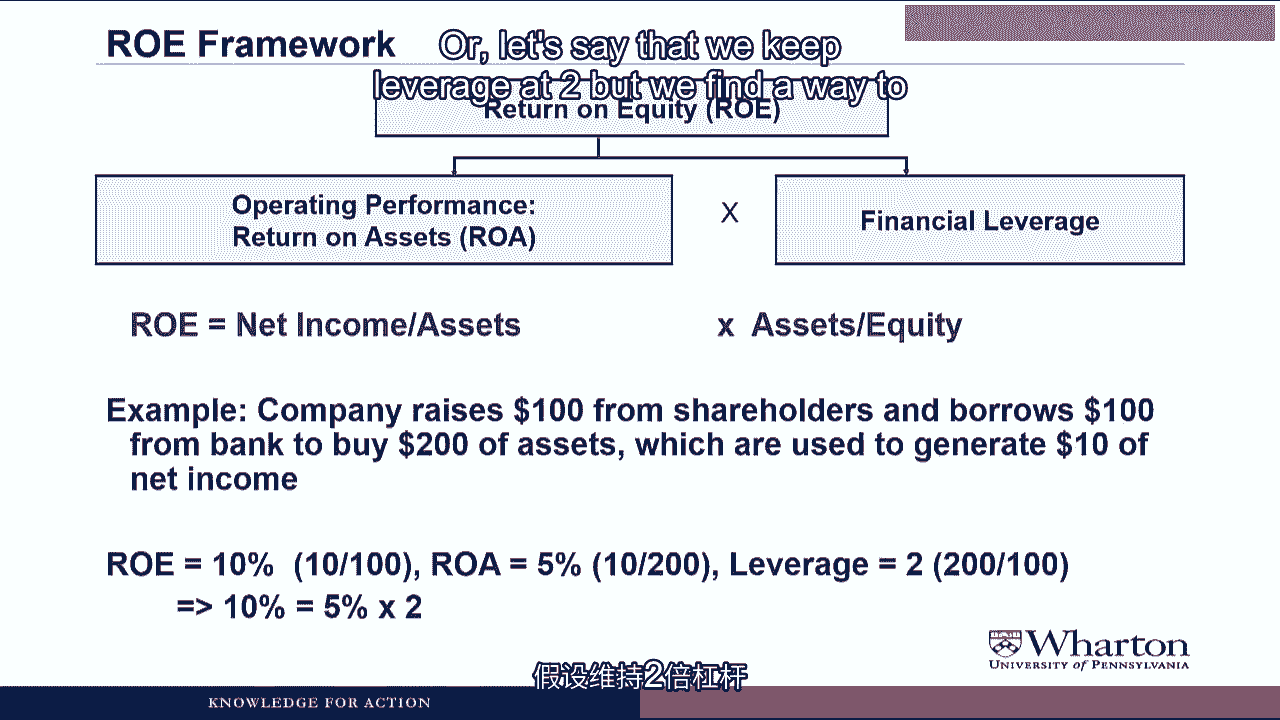 ROE Framework
Or, let's say that we keep
leverage at 2 but we find a way to
Return on Equity (ROE)
Operating Performance:
Return on Assets (ROA)
X
Financial Leverage
ROE = Net Income/Assets x Assets/Equity
Example: Company raises $100 from shareholders and borrows $100
from bank to buy $200 of assets, which are used to generate $10 of
net income
ROE = 10% (10/100), ROA = 5% (10/200), Leverage = 2 (200/100)
=> 10% = 5% x 2
Wharton
UNIVERSITY of PENNSYLVANIA
假设维持2倍杠杆
KNOWLEDGE FOR ACTION